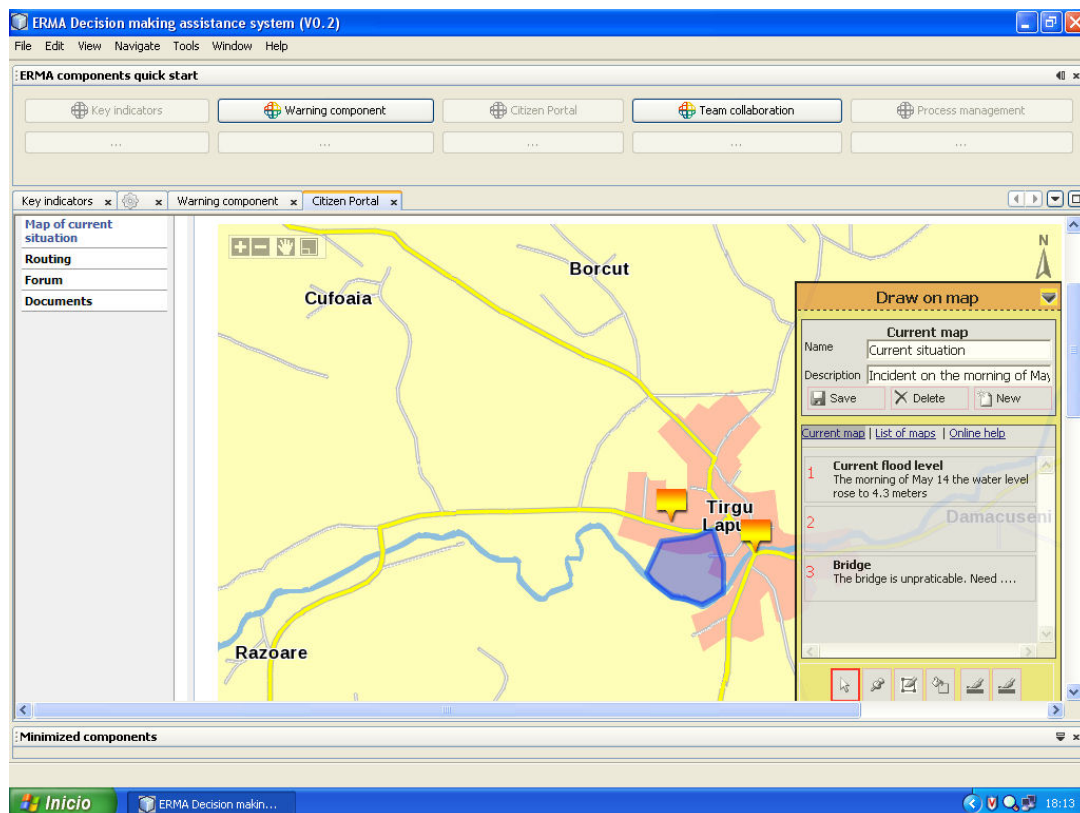 ERMA Decision making assistance system (V0.2)
File Edit View Navigate Tools Window Help
ERMA components quick start
Key indicators Warning component Citizen Portal Team collaboration Process management
... ... ... ... ...
Key indicators Warning component Citizen Portal
Map of current
situation
Routing
Forum
Documents
N
Borcut
Cufoaia
Tirgu
Lapu
Razoare
Damacuseni
Draw on map
Current map
Name Current situation
Description Incident on the morning of May
Save Delete New
Current map | List of maps | Online help
1 Current flood level
The morning of May 14 the water level
rose to 4.3 meters
2
3 Bridge
The bridge is unpraticable. Need ....
Minimized components
Inicio ERMA Decision makin... V 18:13